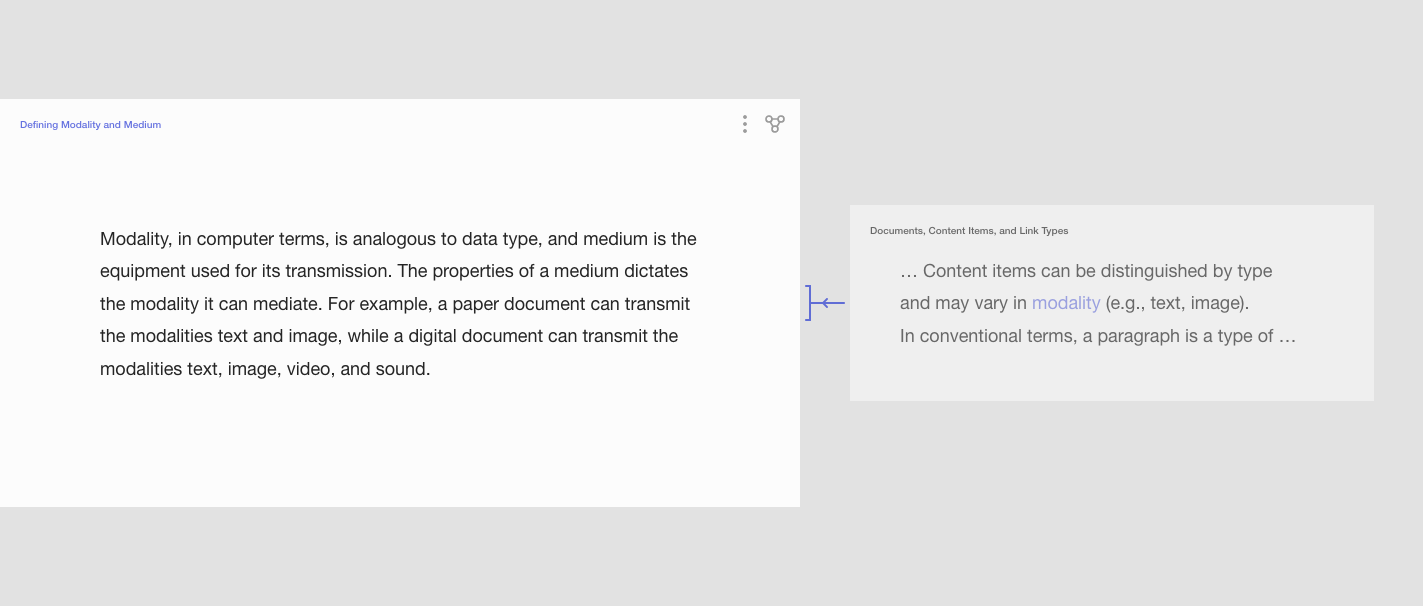 Defining Modality and Medium
Modality, in computer terms, is analogous to data type, and medium is the
equipment used for its transmission. The properties of a medium dictates
the modality it can mediate. For example, a paper document can transmit
the modalities text and image, while a digital document can transmit the
modalities text, image, video, and sound.
Documents, Content Items, and Link Types
… Content items can be distinguished by type
and may vary in modality (e.g., text, image).
In conventional terms, a paragraph is a type of …